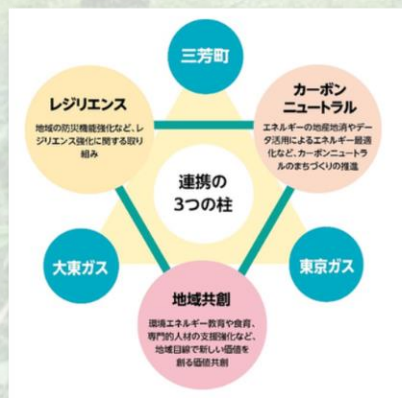 三芳町
レジリエンス
地域の防災機能強化など、レ
ジリエンス強化に関する取り
組み
カーボン
ニュートラル
エネルギーの地産地消やデー
タ活用によるエネルギー最適
化など、カーボンニュートラ
ルのまちづくりの推進
連携の
3つの柱
大東ガス
東京ガス
地域共創
環境エネルギー教育や食育、
専門的人材の支援強化など、
地域目線で新しい価値を
創る価値共創